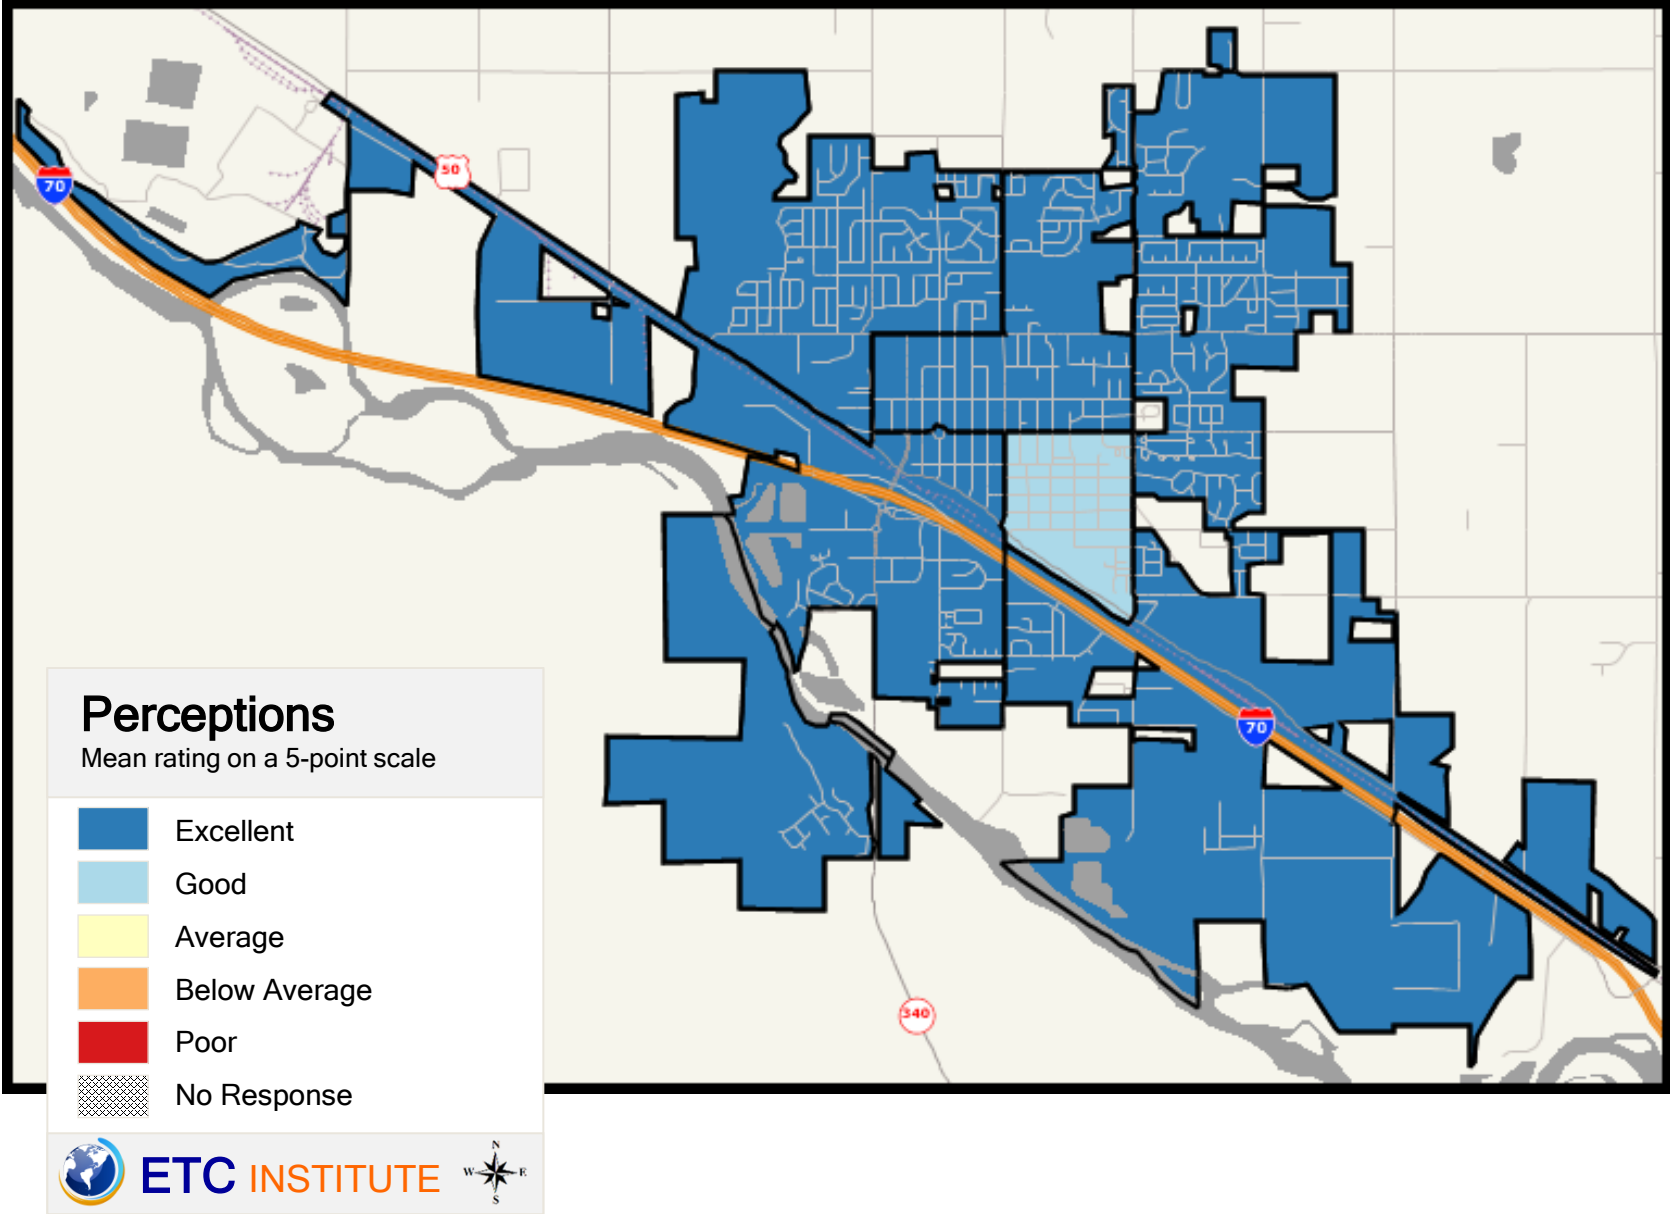 50
70
70
340
Perceptions
Mean rating on a 5-point scale
Excellent
Good
Average
Below Average
Poor
No Response
ETC INSTITUTE
N
W E
S